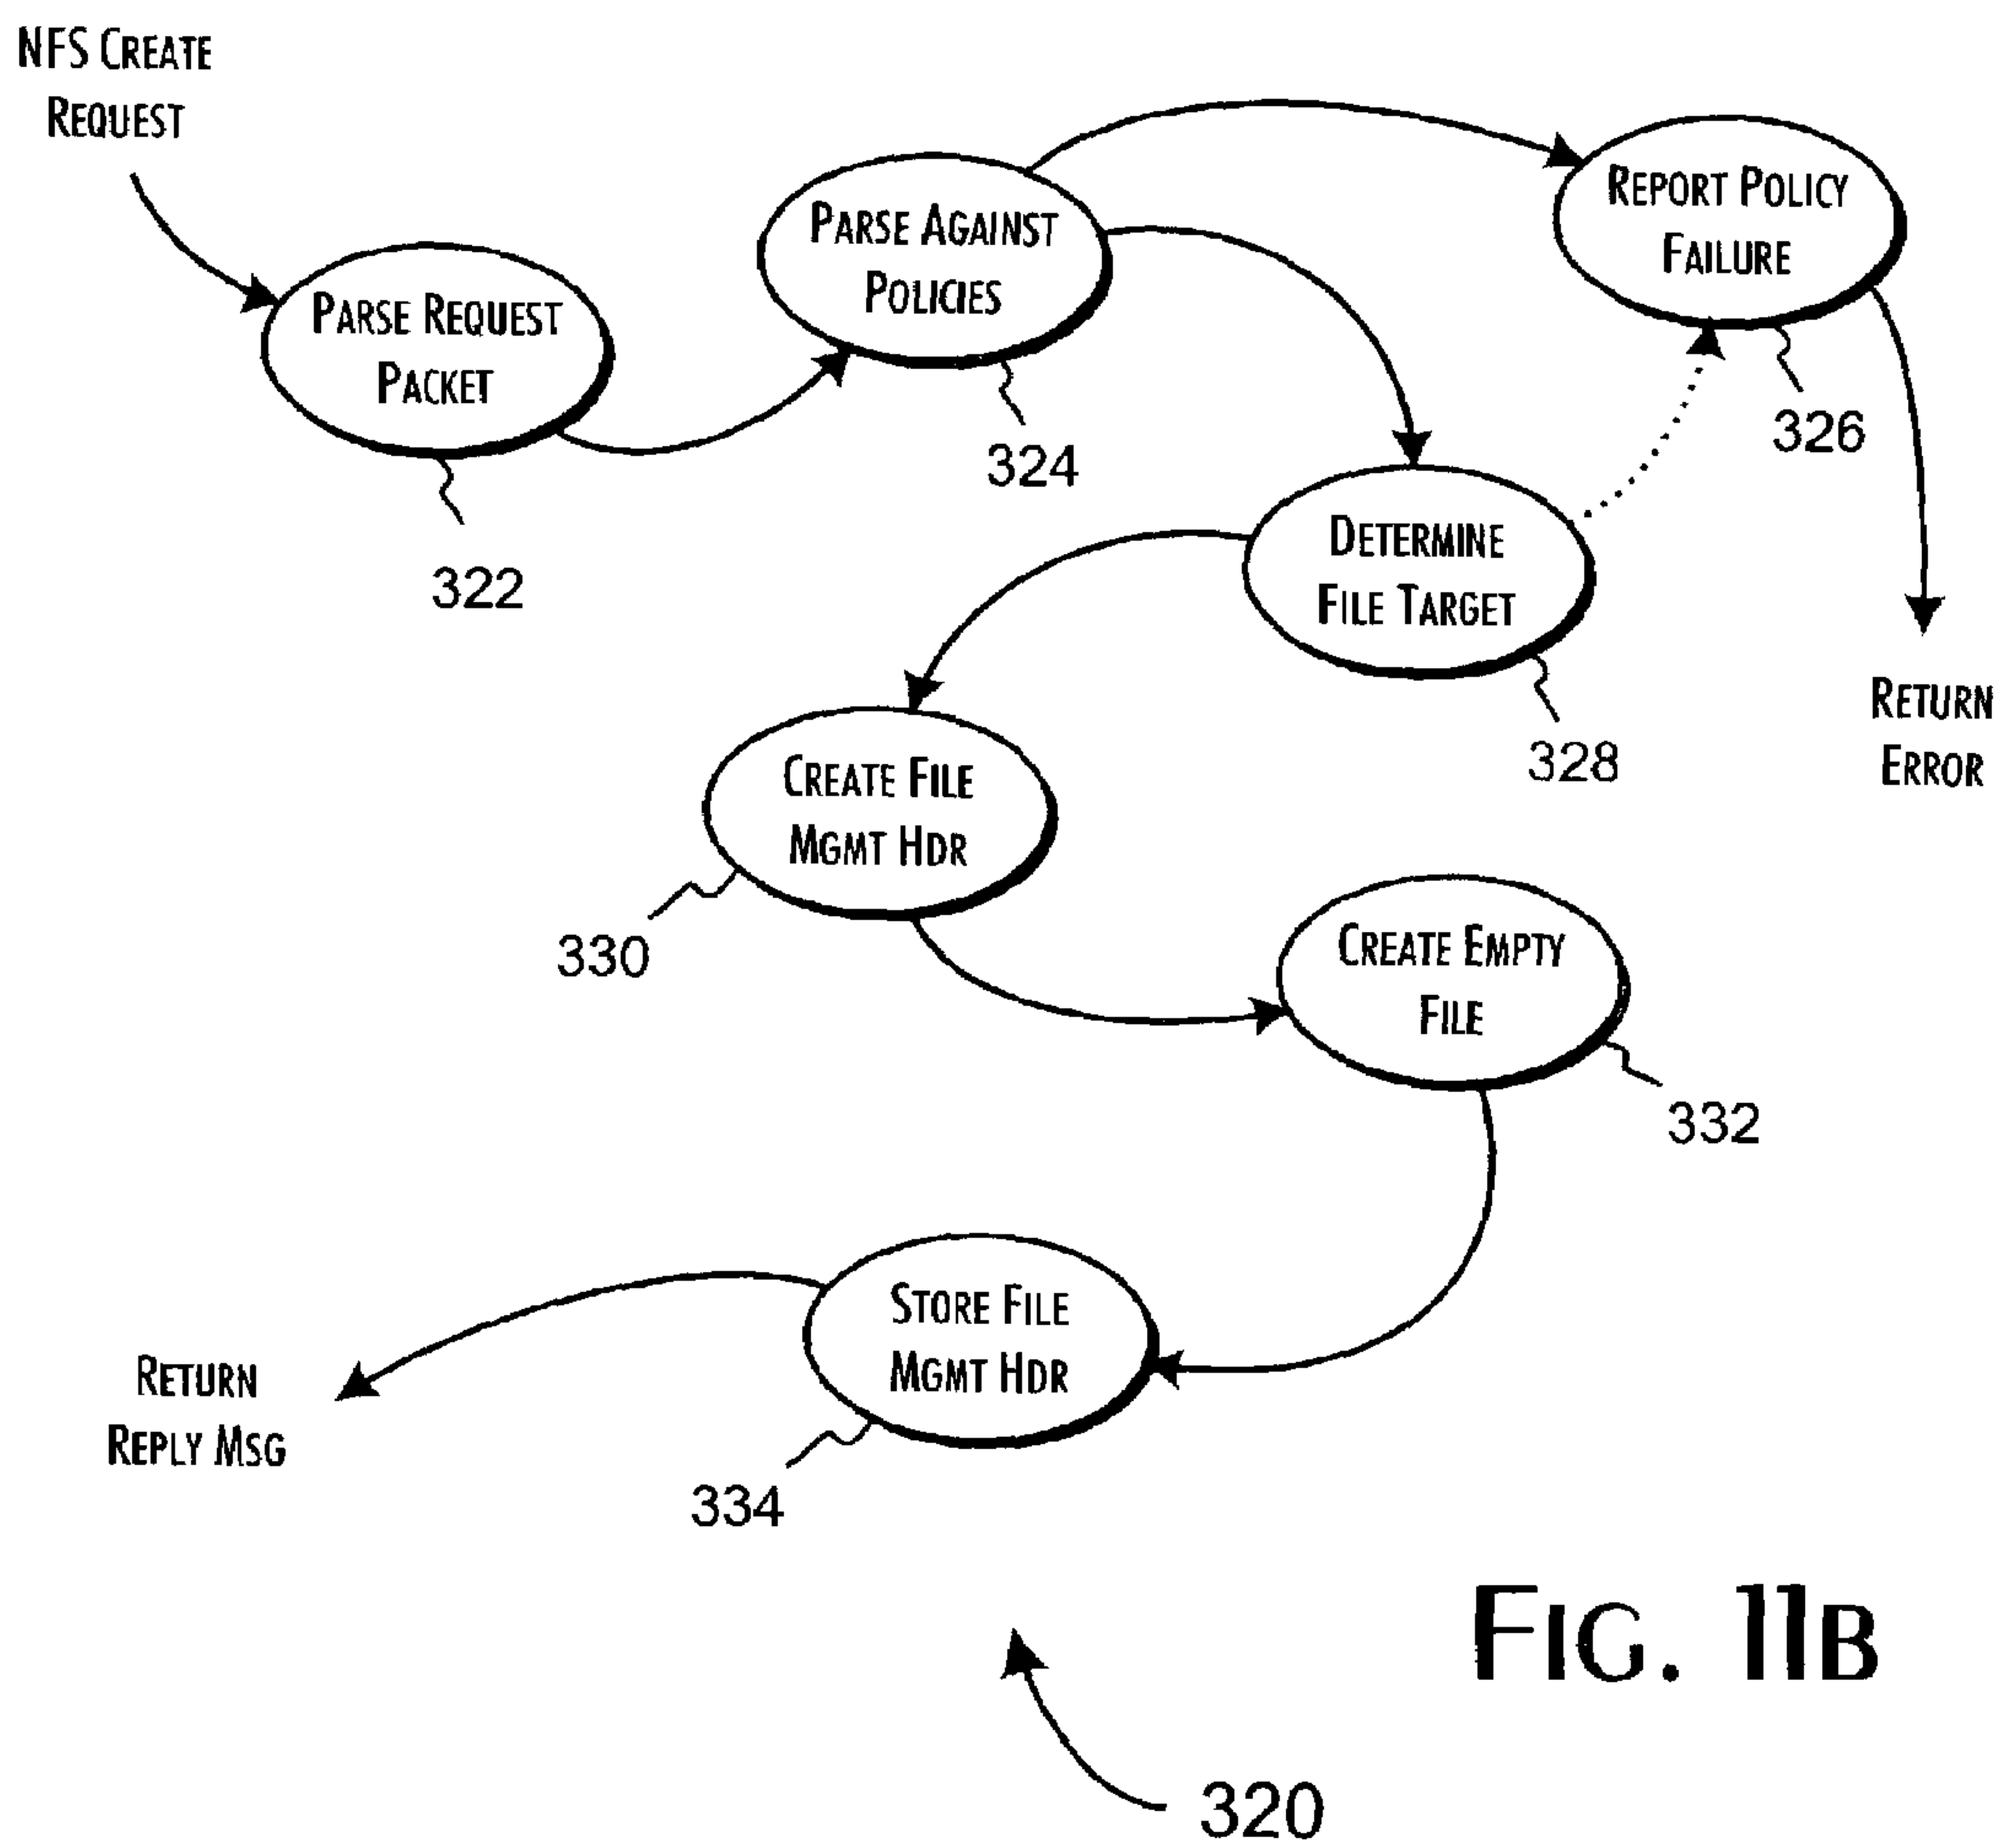 NFS CREATE
REQUEST
PARSE REQUEST
PACKET
322
PARSE AGAINST
POLICIES
324
REPORT POLICY
FAILURE
326
DETERMINE
FILE TARGET
328
RETURN
ERROR
CREATE FILE
MGMT HDR
330
CREATE EMPTY
FILE
332
STORE FILE
MGMT HDR
334
RETURN
REPLY MSG
FIG. 11B
320